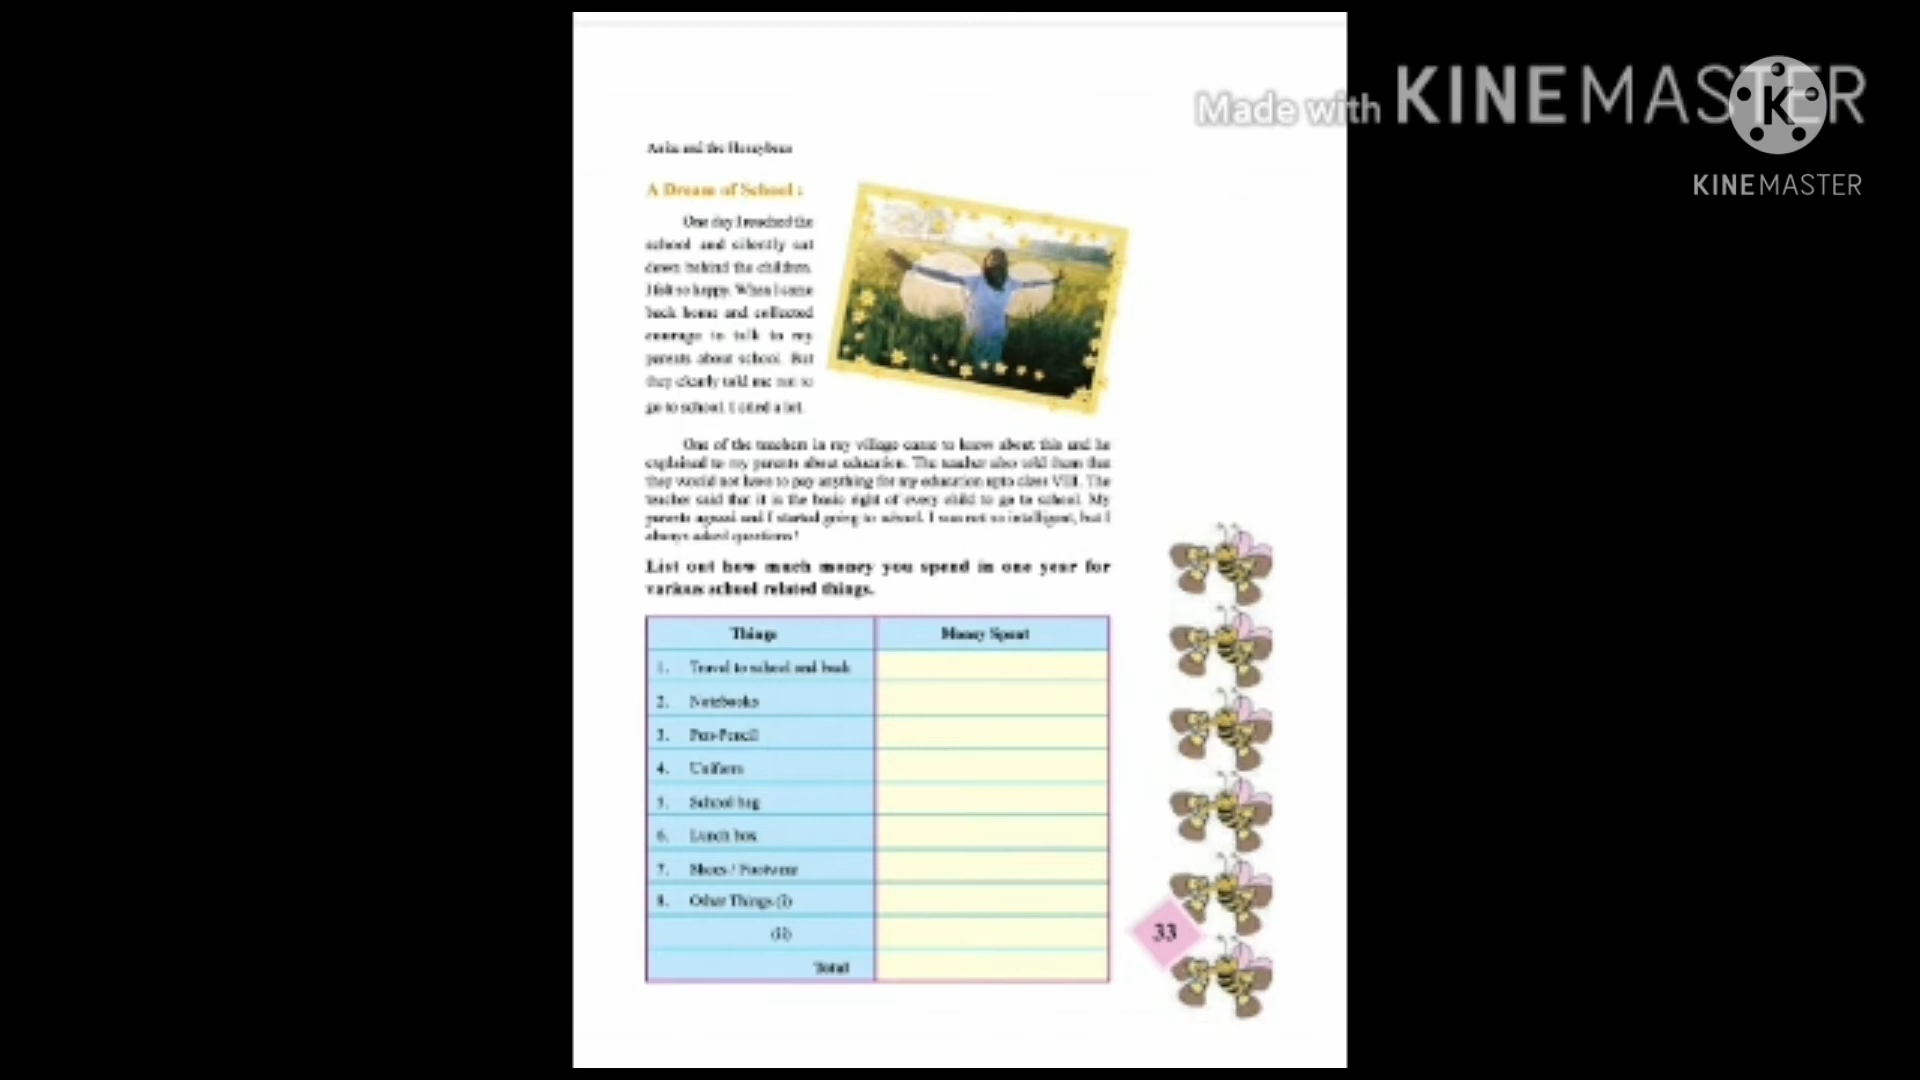 Made with KINEMASTER
KINEMASTER
Anita and the Honeybees
A Dream of School :
One day I reached the
school and silently sat
down behind the children.
I felt so happy. When I came
back home and collected
courage to talk to my
parents about school. But
they clearly told me not to
go to school. I cried a lot.
One of the teachers in my village came to know about this and he
explained to my parents about education. The teacher also told them that
they would not have to pay anything for my education upto class VIII. The
teacher said that it is the basic right of every child to go to school. My
parents agreed and I started going to school. I was not so intelligent, but I
always asked questions!
List out how much money you spend in one year for
various school related things.
Things Money Spent
1. Travel to school and back
2. Notebooks
3. Pen-Pencil
4. Uniform
5. School bag
6. Lunch box
7. Shoes / Footwear
8. Other Things (i)
(ii)
Total
33